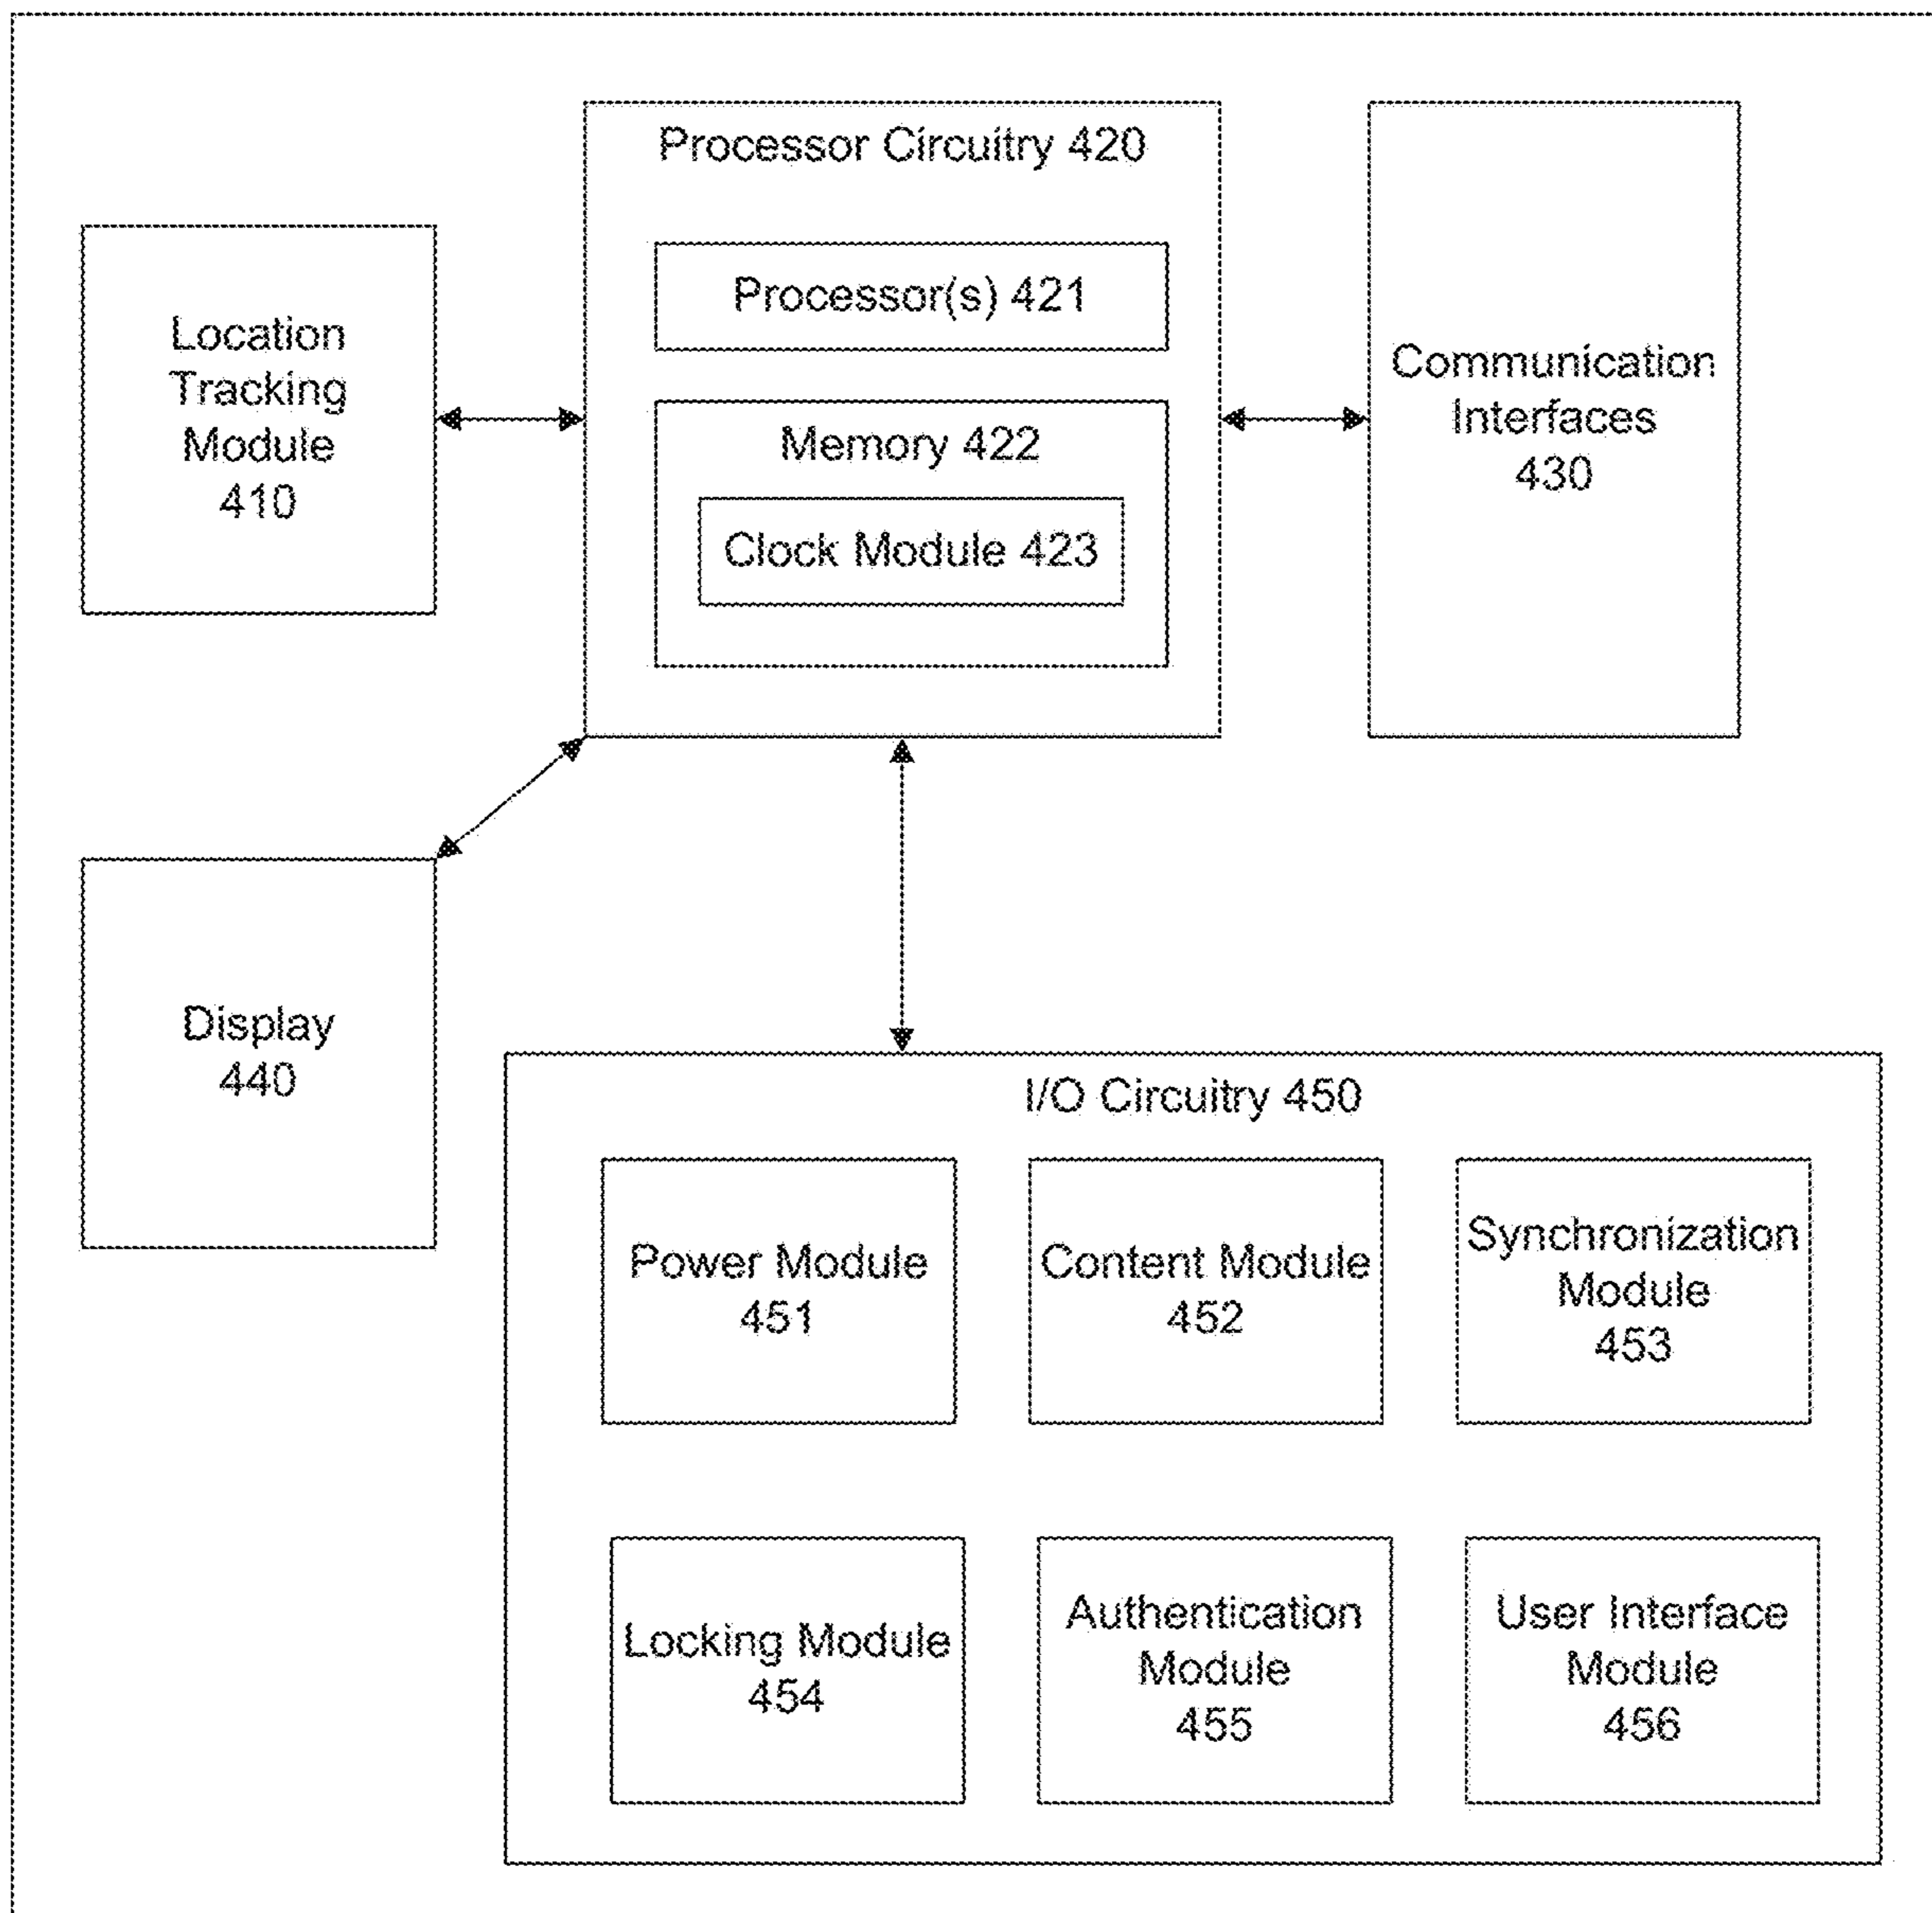 Processor Circuitry 420
Processor(s) 421
Memory 422
Clock Module 423
Location
Tracking
Module
410
Communication
Interfaces
430
Display
440
I/O Circuitry 450
Power Module
451
Content Module
452
Synchronization
Module
453
Locking Module
454
Authentication
Module
455
User Interface
Module
456